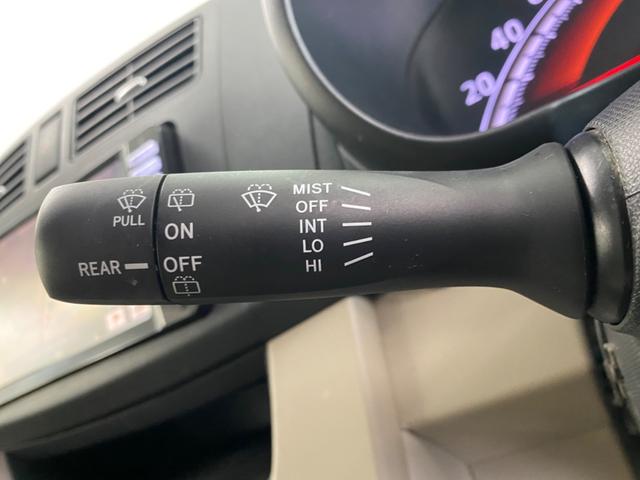 MIST
OFF
INT
LO
HI
PULL
ON
REAR OFF
20
40